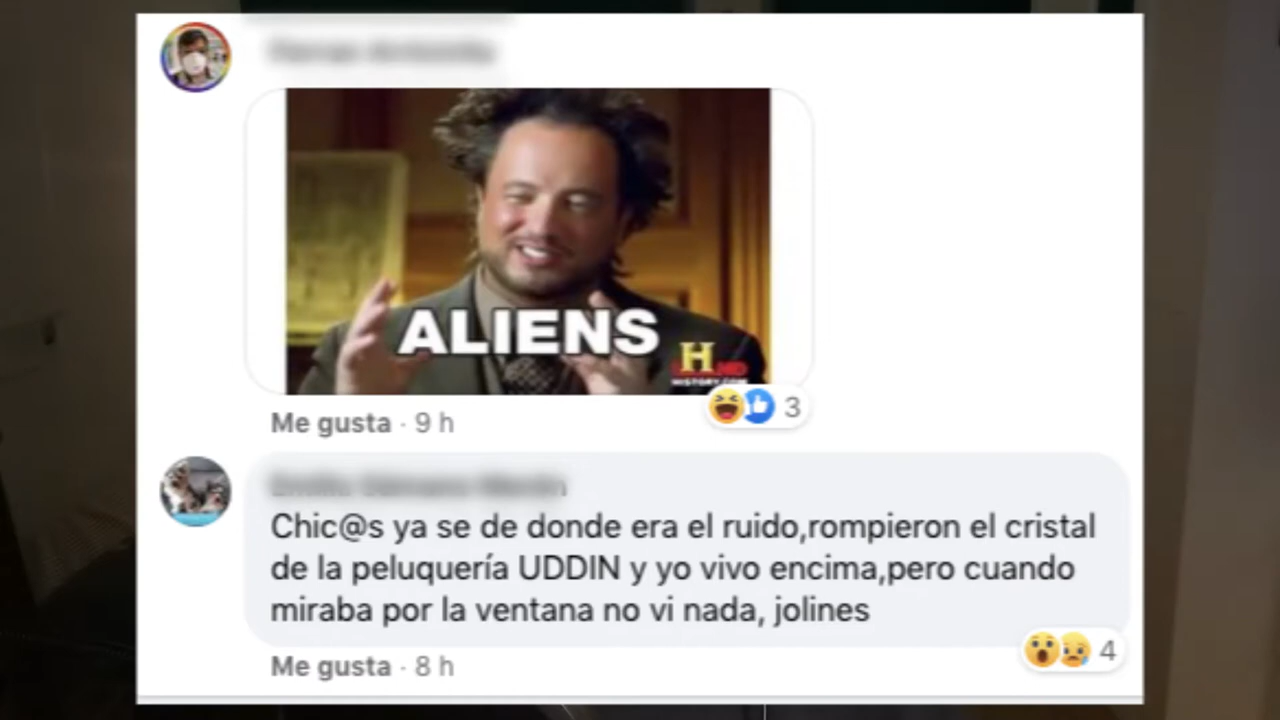 ALIENS
H HD
HISTORY.COM
Me gusta · 9 h
3
Chic@s ya se de donde era el ruido,rompieron el cristal
de la peluquería UDDIN y yo vivo encima,pero cuando
miraba por la ventana no vi nada, jolines
4
Me gusta · 8 h